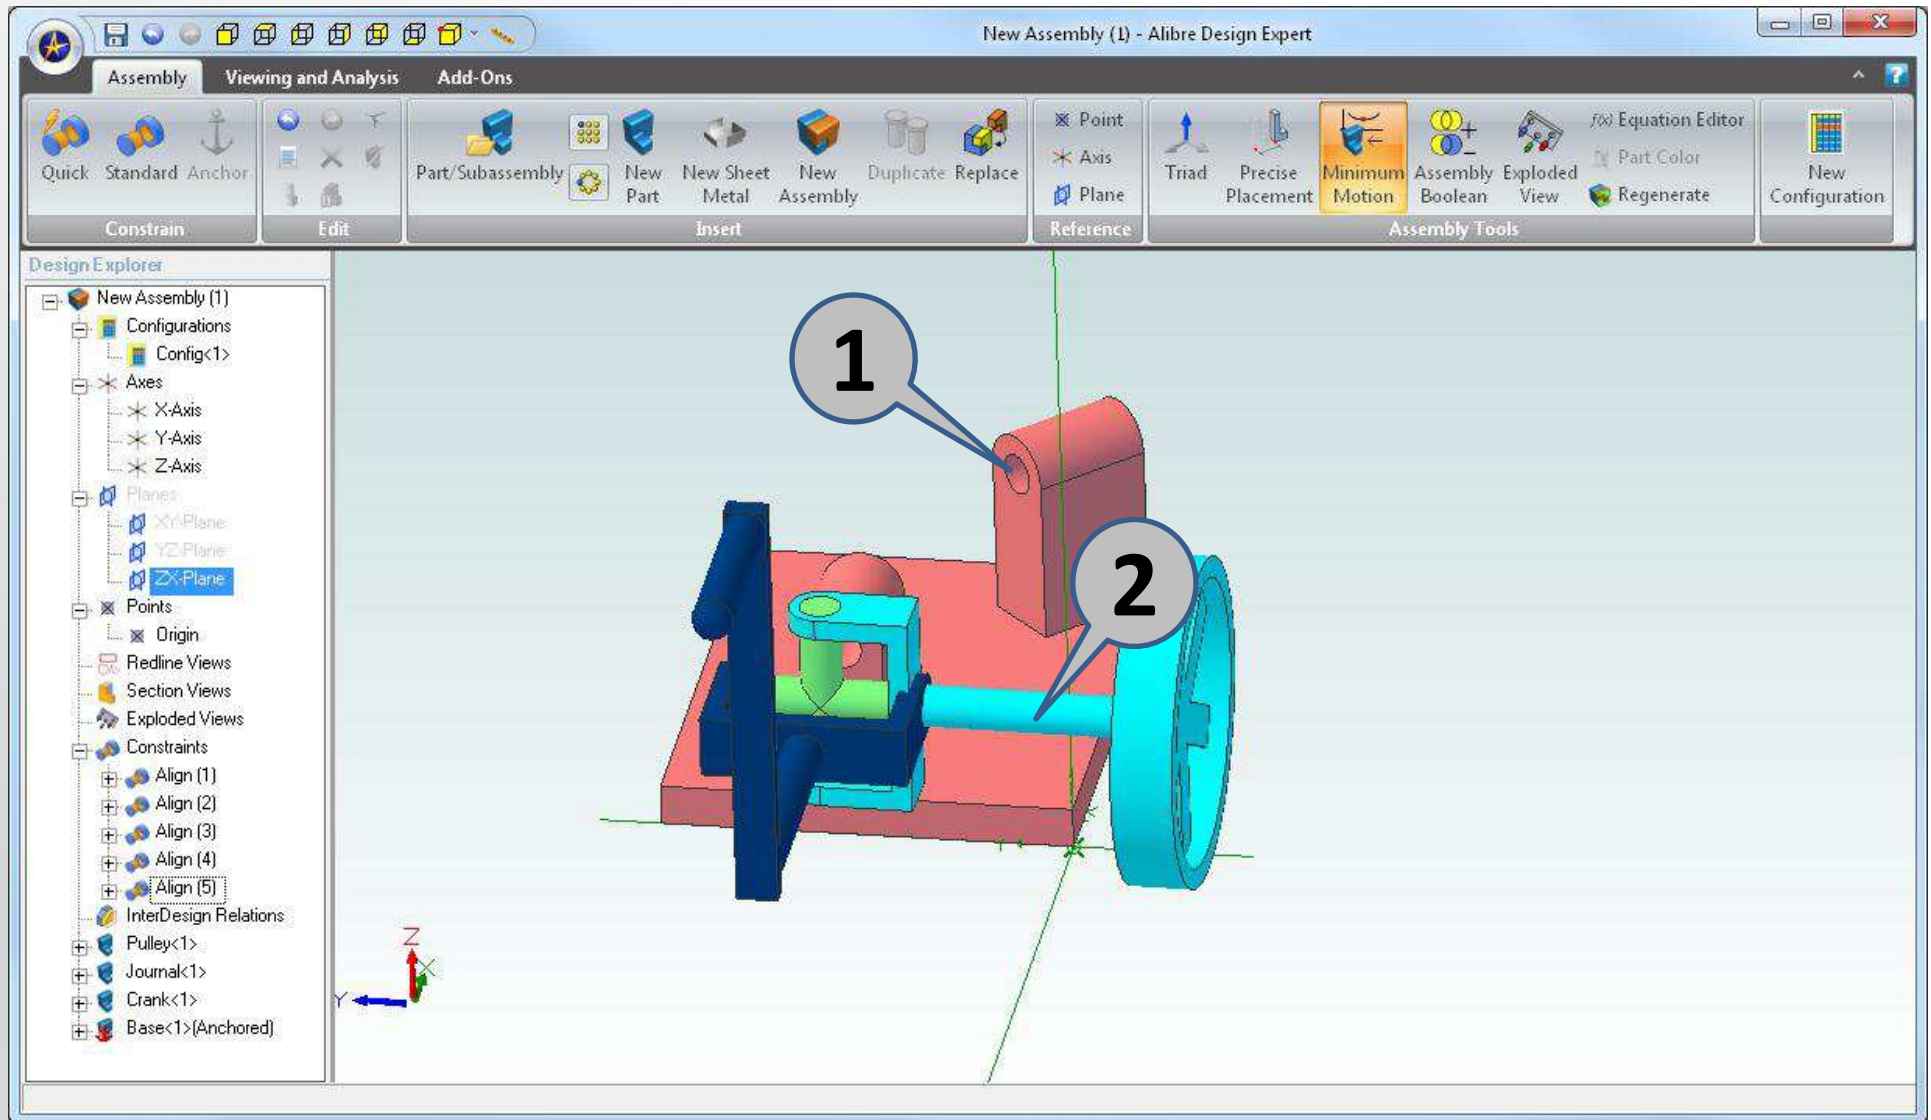 New Assembly (1) - Alibre Design Expert
Assembly Viewing and Analysis Add-Ons
Quick Standard Anchor
Constrain
Edit
Part/Subassembly
New Part
New Sheet Metal
New Assembly
Duplicate
Replace
Insert
Point
Axis
Plane
Reference
Triad
Precise Placement
Minimum Motion
Assembly Boolean
Exploded View
f(x) Equation Editor
Part Color
Regenerate
Assembly Tools
New Configuration
Design Explorer
New Assembly (1)
Configurations
Config<1>
Axes
X-Axis
Y-Axis
Z-Axis
Planes
XY-Plane
YZ-Plane
ZX-Plane
Points
Origin
Redline Views
Section Views
Exploded Views
Constraints
Align (1)
Align (2)
Align (3)
Align (4)
Align (5)
InterDesign Relations
Pulley<1>
Journal<1>
Crank<1>
Base<1>(Anchored)
1
2
Z
X
Y